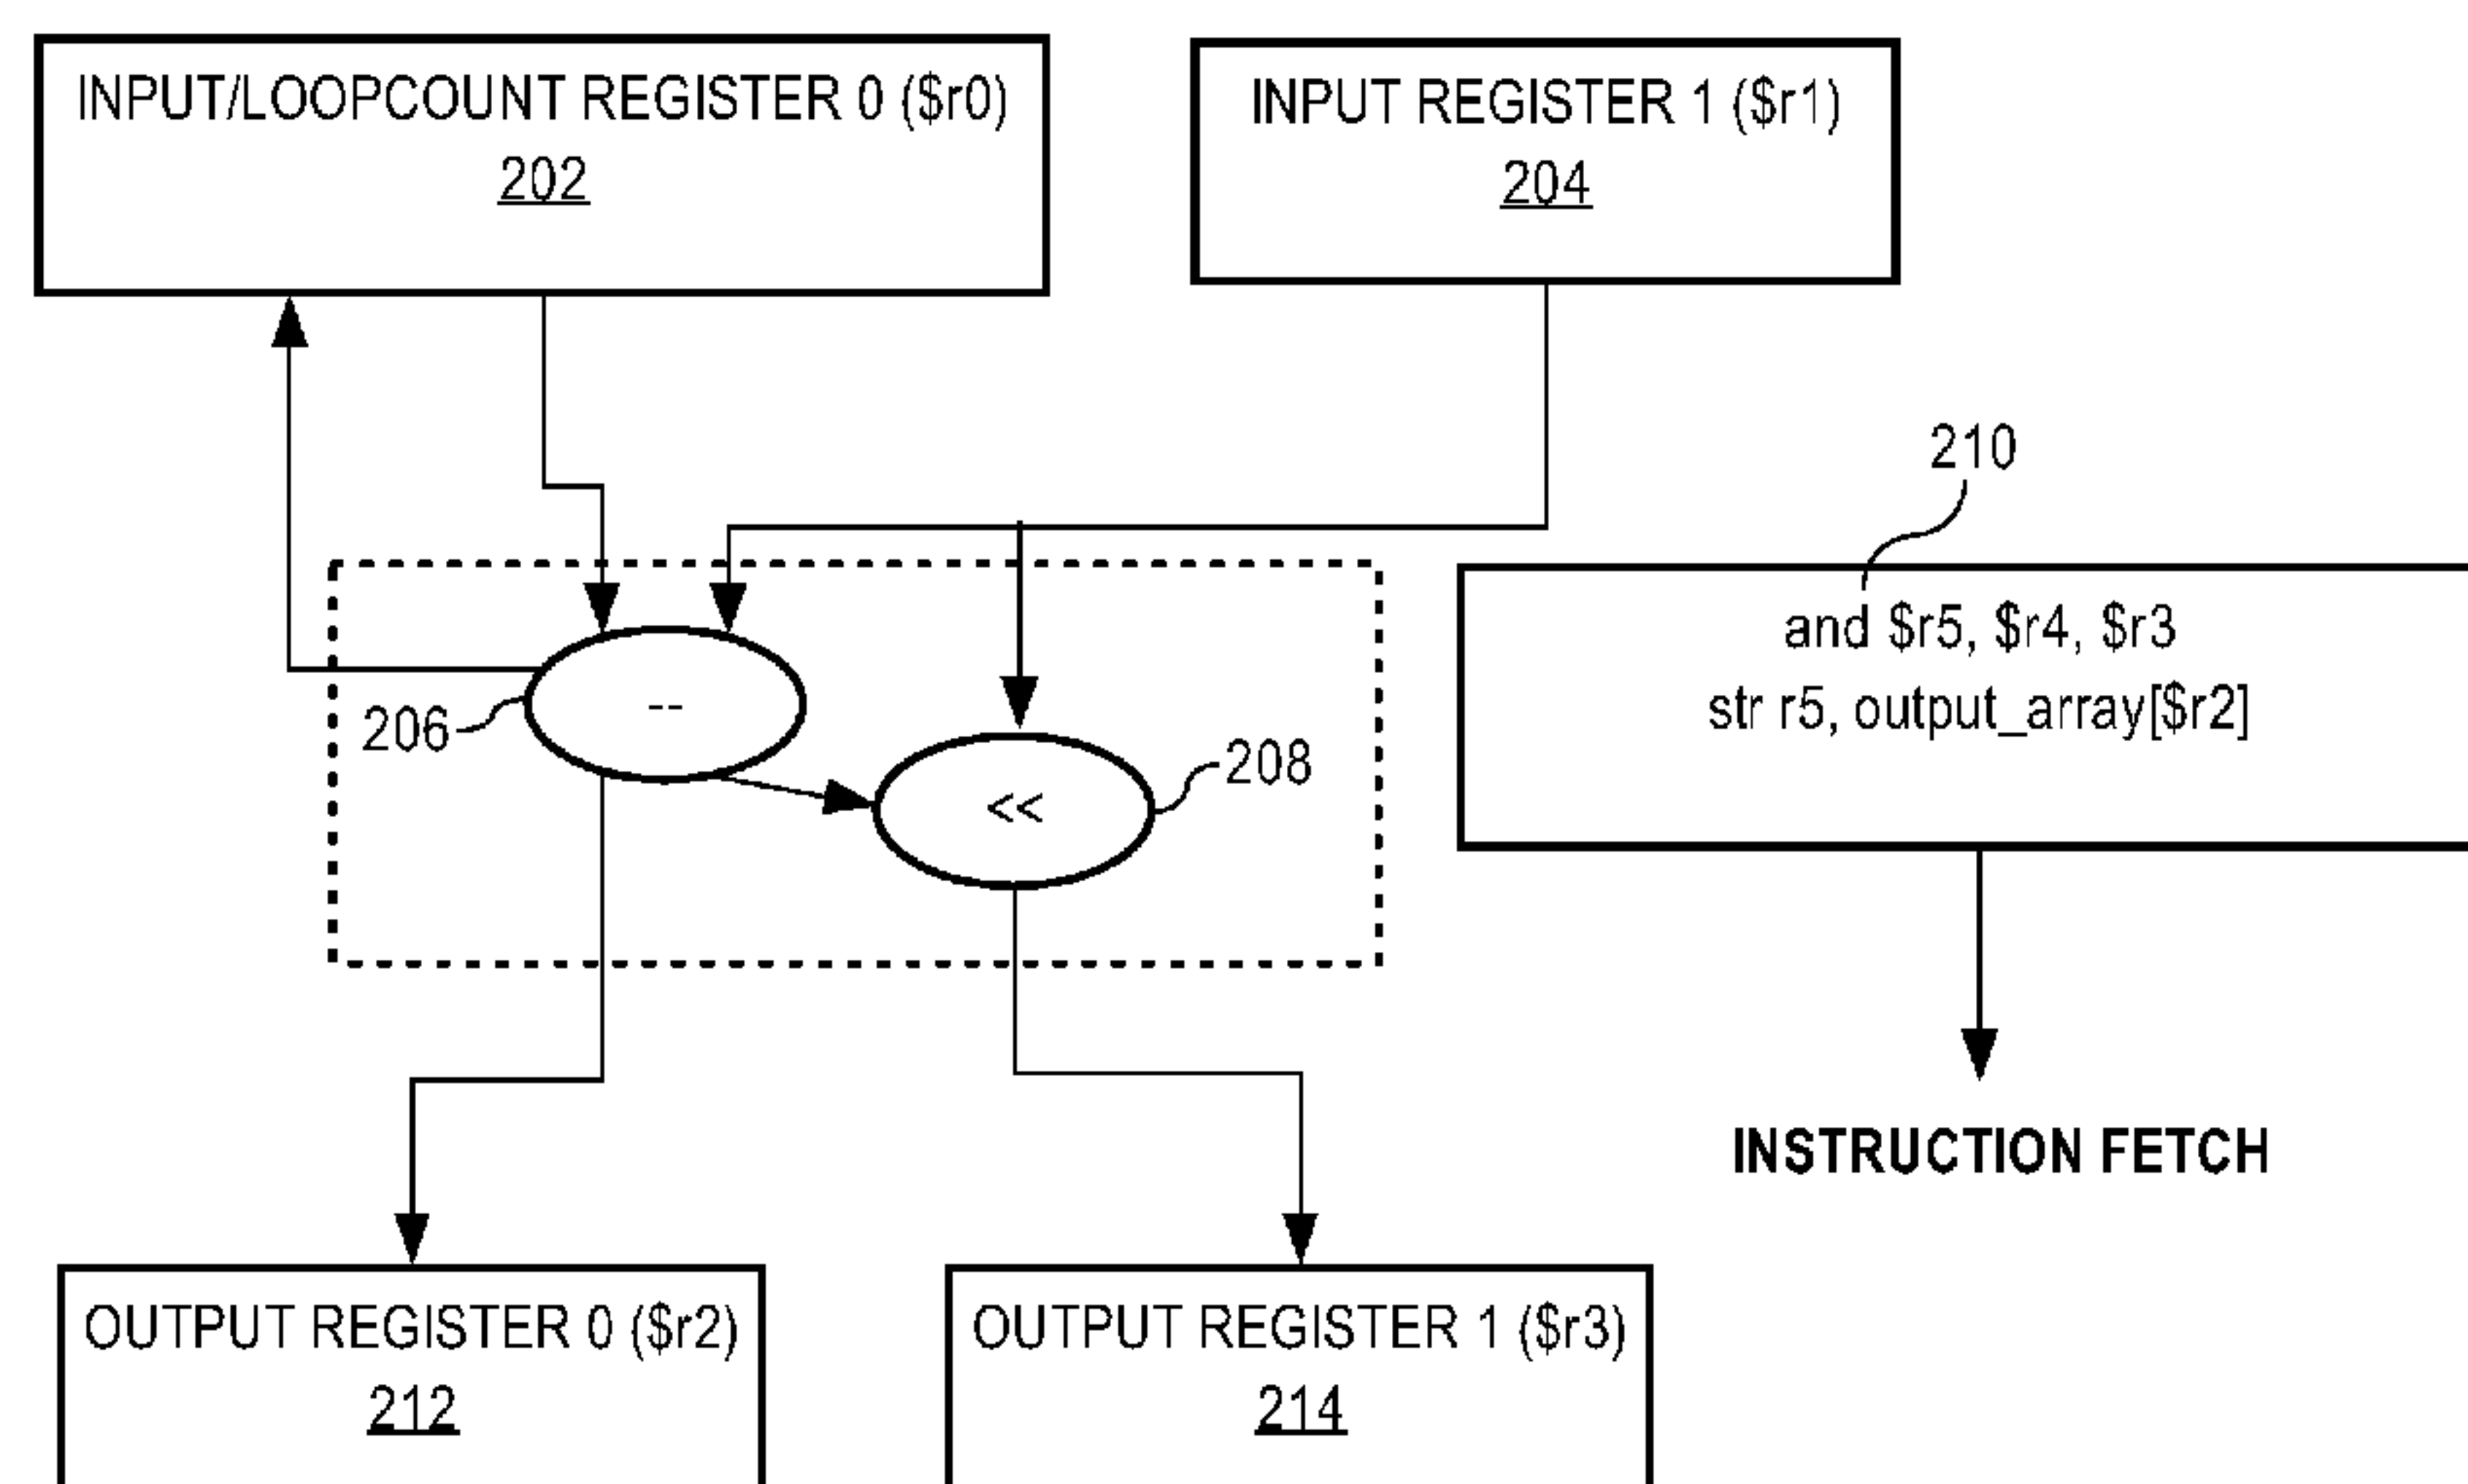 INPUT/LOOPCOUNT REGISTER 0 ($r0)
202
INPUT REGISTER 1 ($r1)
204
210
and $r5, $r4, $r3
str r5, output_array[$r2]
206
--
<<
208
INSTRUCTION FETCH
OUTPUT REGISTER 0 ($r2)
212
OUTPUT REGISTER 1 ($r3)
214